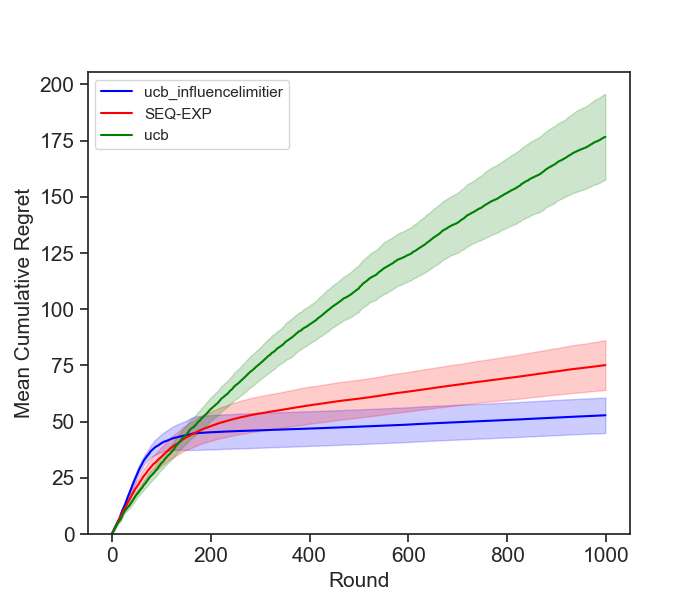 ucb_influencelimitier
SEQ-EXP
ucb
200
175
150
125
100
75
50
25
0
Mean Cumulative Regret
0 200 400 600 800 1000
Round